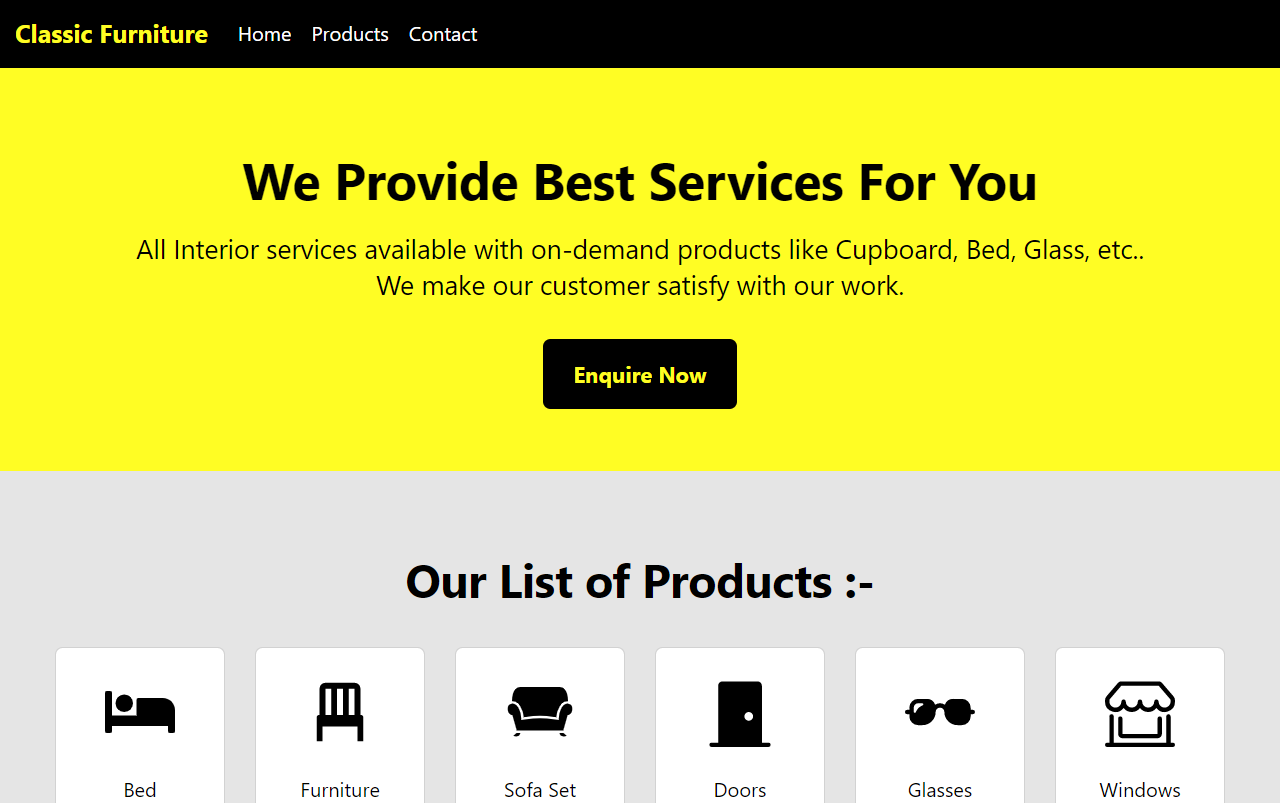 Classic Furniture Home Products Contact
We Provide Best Services For You
All Interior services available with on-demand products like Cupboard, Bed, Glass, etc..
We make our customer satisfy with our work.
Enquire Now
Our List of Products :-
Bed Furniture Sofa Set Doors Glasses Windows